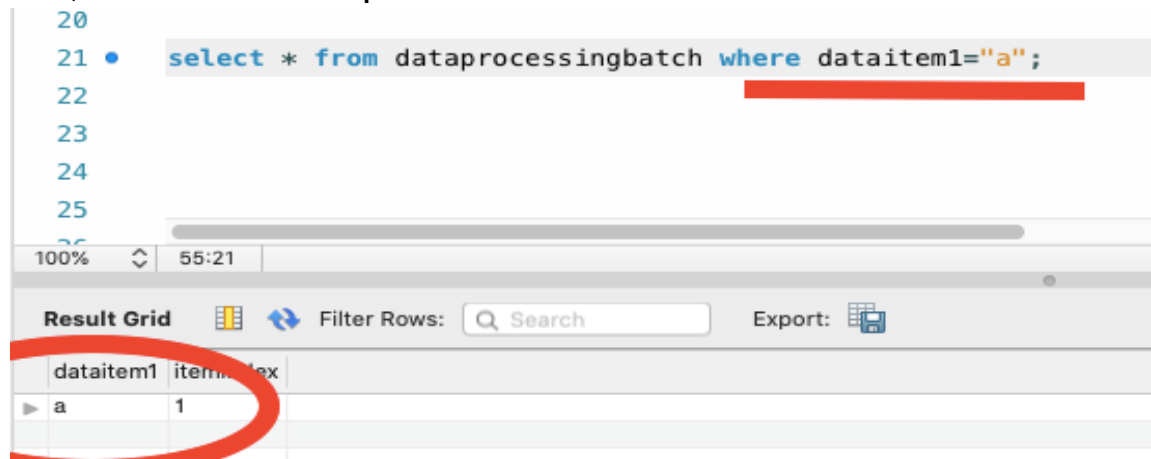 20
21 select * from dataprocessingbatch where dataitem1="a";
22
23
24
25
100% 55:21
Result Grid Filter Rows: Search Export:
dataitem1
a 1